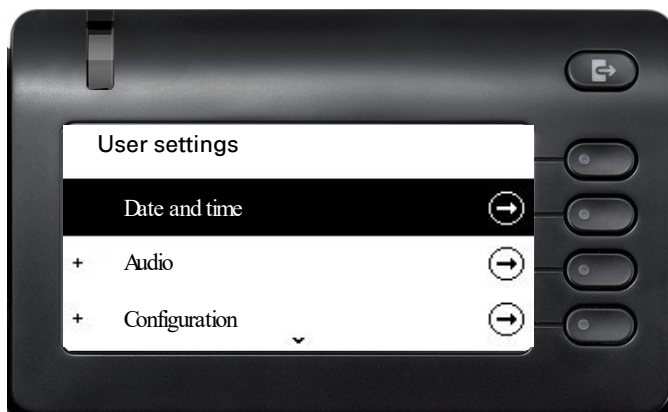 User settings
Date and time
+ Audio
+ Configuration